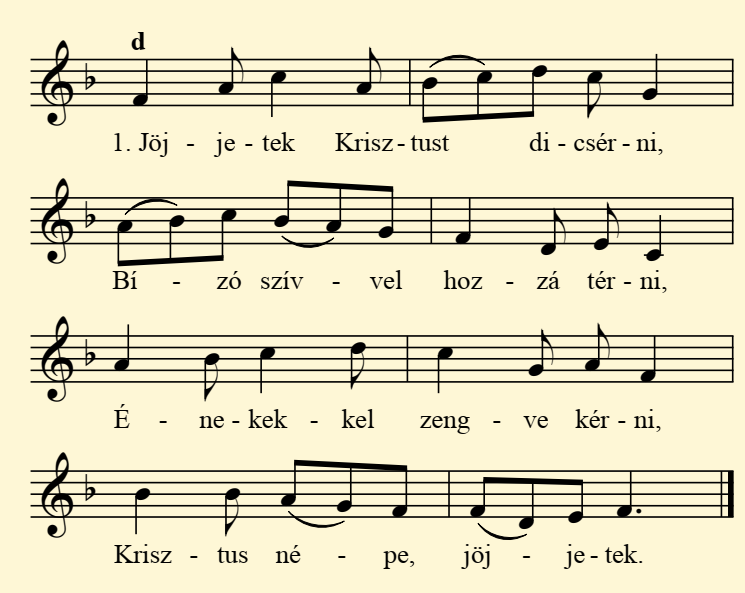 d
1. Jöj - je - tek Krisz - tust di - csér - ni,
Bí - zó szív - vel hoz - zá tér - ni,
É - ne - kek - kel zeng - ve kér - ni,
Krisz - tus né - pe, jöj - je - tek.